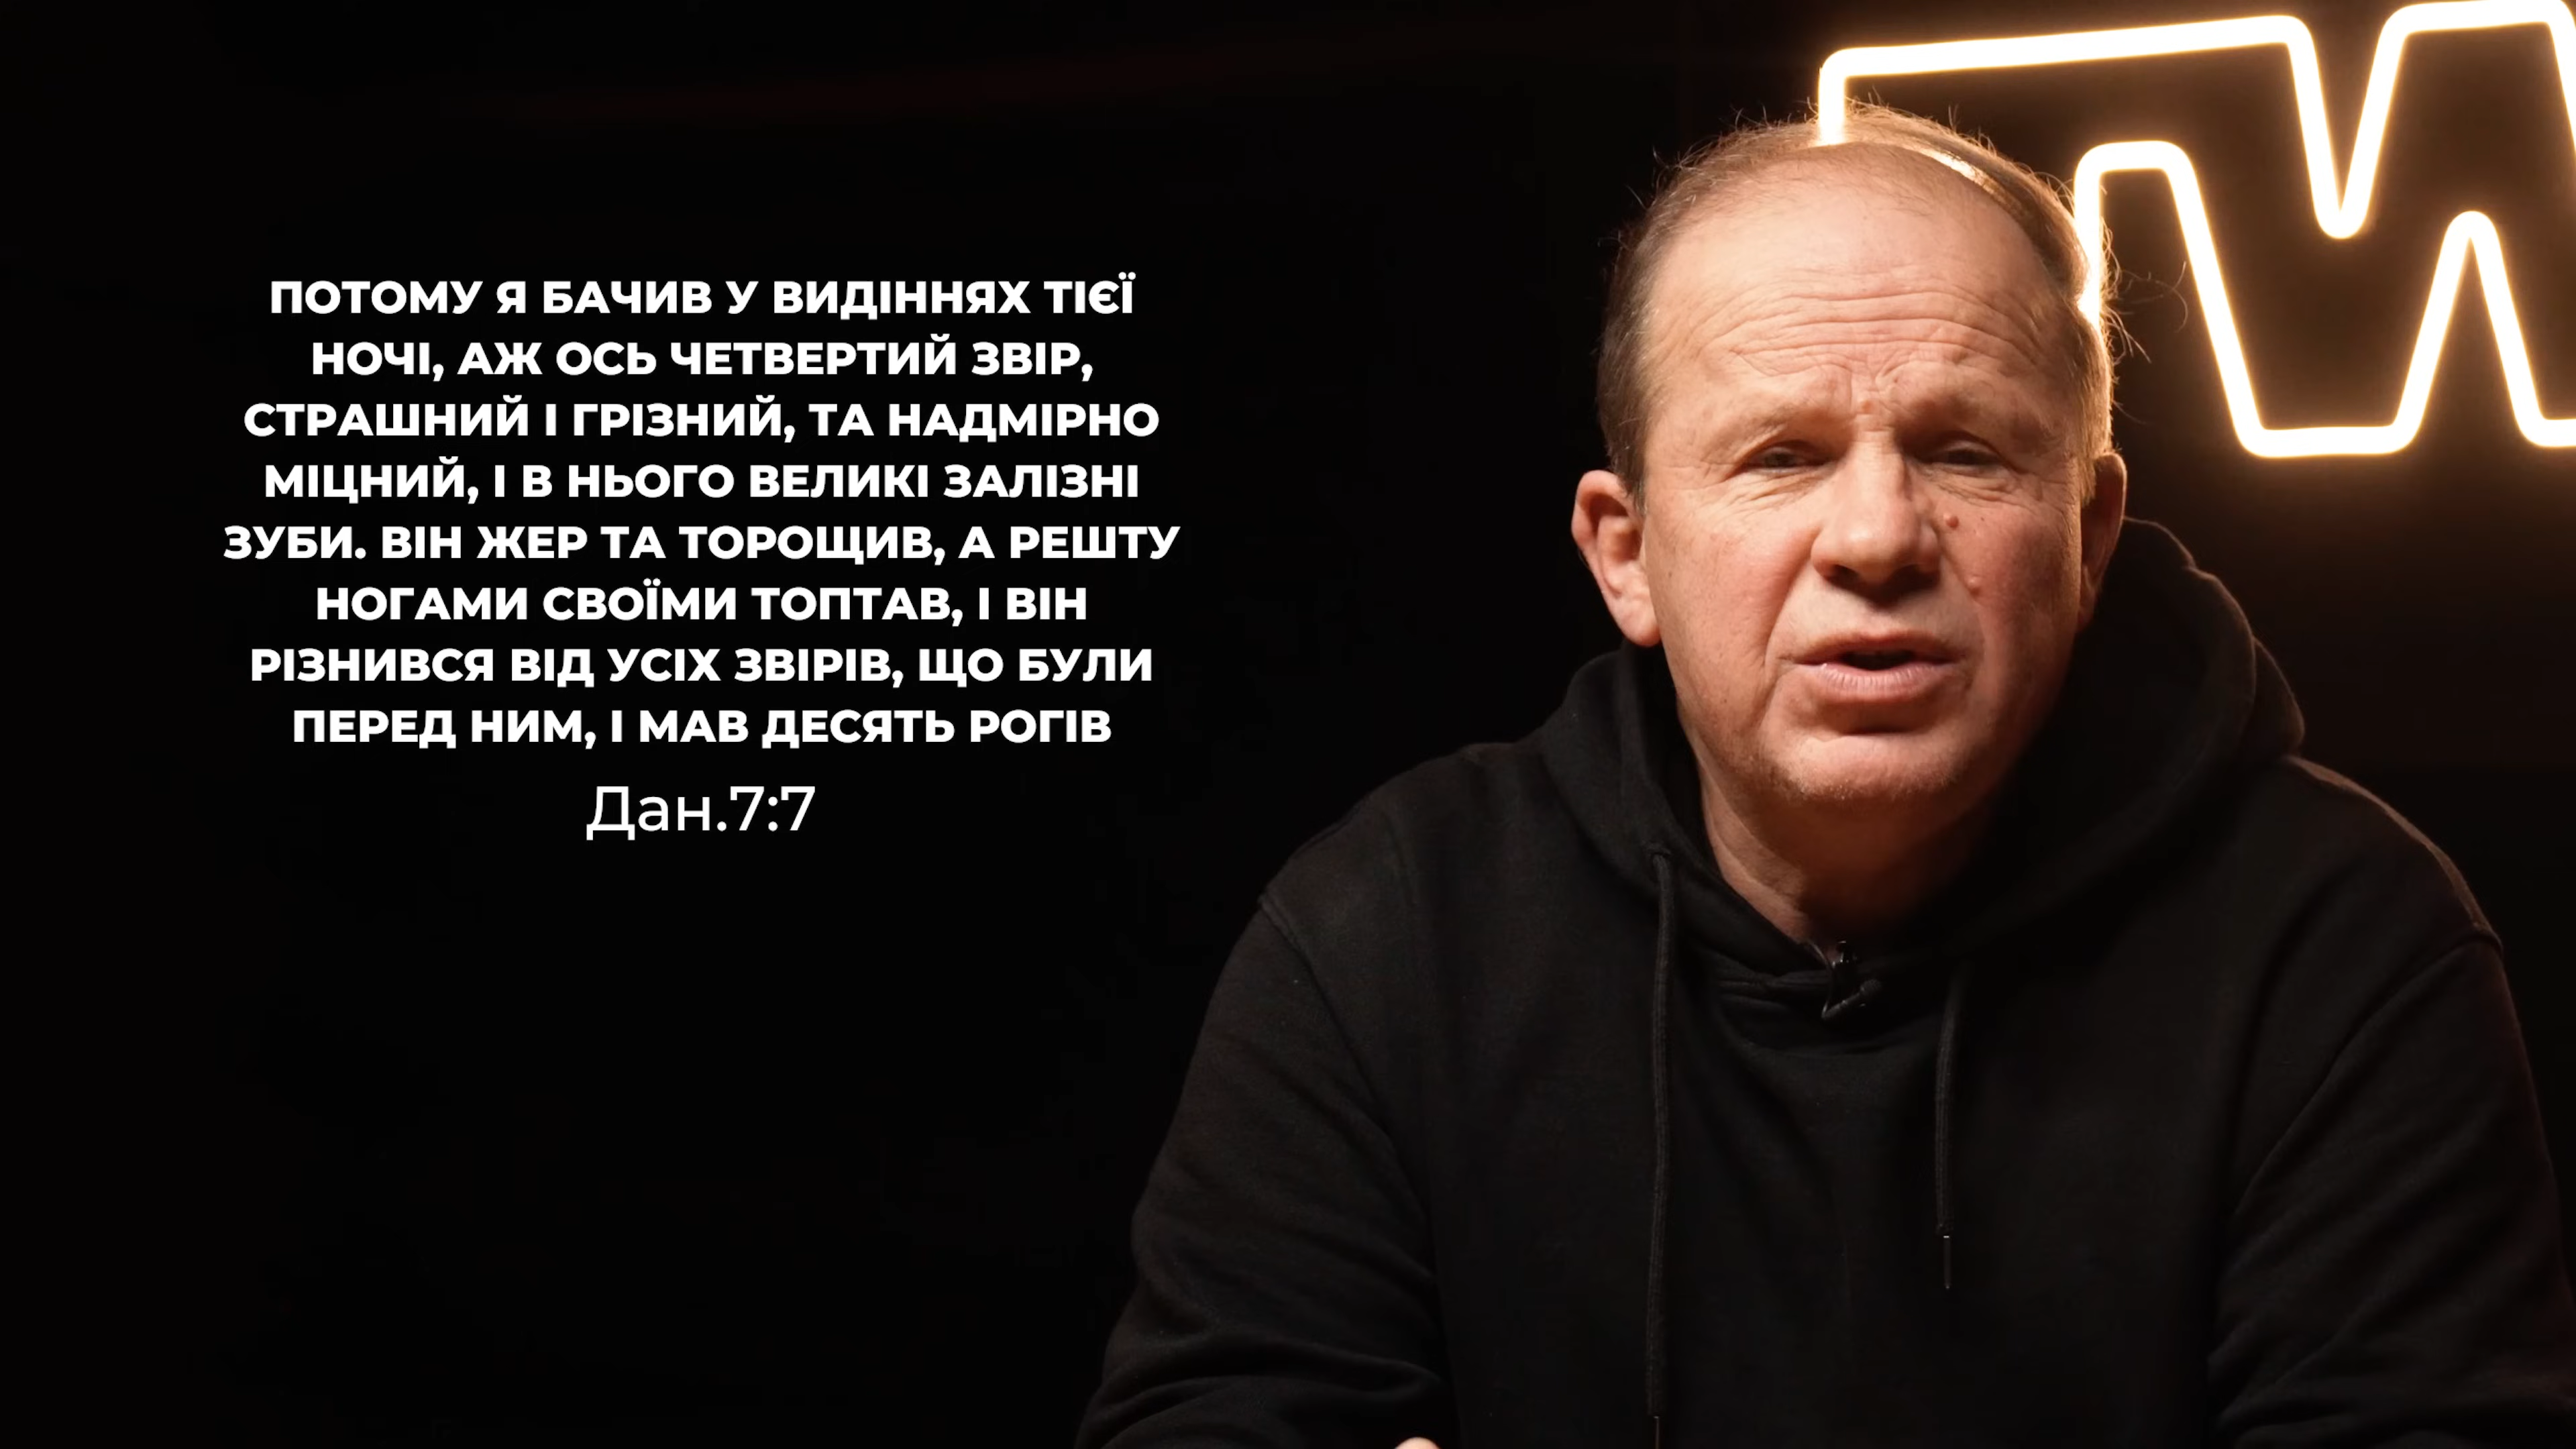 ПОТОМУ Я БАЧИВ У ВИДІННЯХ ТІЄЇ
НОЧІ, АЖ ОСЬ ЧЕТВЕРТИЙ ЗВІР,
СТРАШНИЙ І ГРІЗНИЙ, ТА НАДМІРНО
МІЦНИЙ, І В НЬОГО ВЕЛИКІ ЗАЛІЗНІ
ЗУБИ. ВІН ЖЕР ТА ТОРОЩИВ, А РЕШТУ
НОГАМИ СВОЇМИ ТОПТАВ, І ВІН
РІЗНИВСЯ ВІД УСІХ ЗВІРІВ, ЩО БУЛИ
ПЕРЕД НИМ, І МАВ ДЕСЯТЬ РОГІВ
Дан.7:7